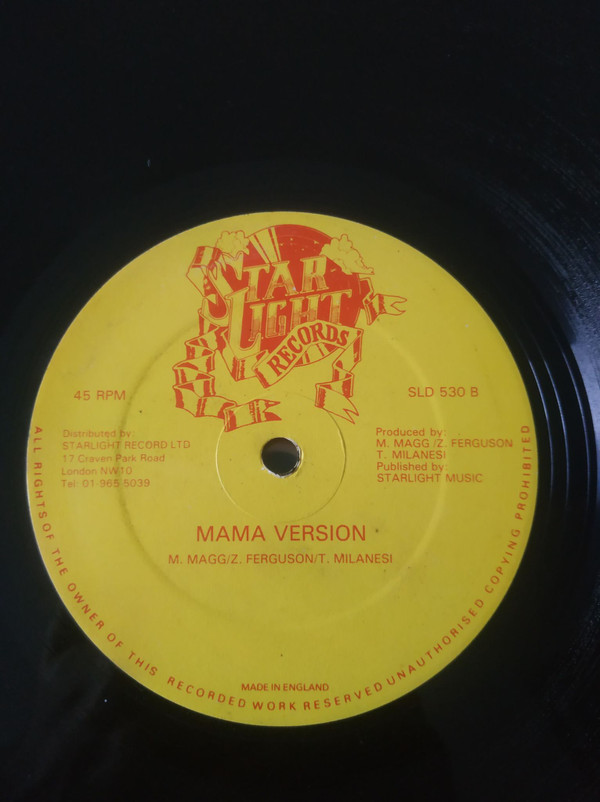 STAR
LIGHT
RECORDS
45 RPM
SLD 530 B
Distributed by:
STARLIGHT RECORD LTD
17 Craven Park Road
London NW10
Tel: 01-965 5039
Produced by:
M. MAGG /Z. FERGUSON
T. MILANESI
Published by:
STARLIGHT MUSIC
MAMA VERSION
M. MAGG/Z. FERGUSON/T. MILANESI
MADE IN ENGLAND
ALL RIGHTS OF THE OWNER OF THIS RECORDED WORK RESERVED UNAUTHORISED COPYING PROHIBITED